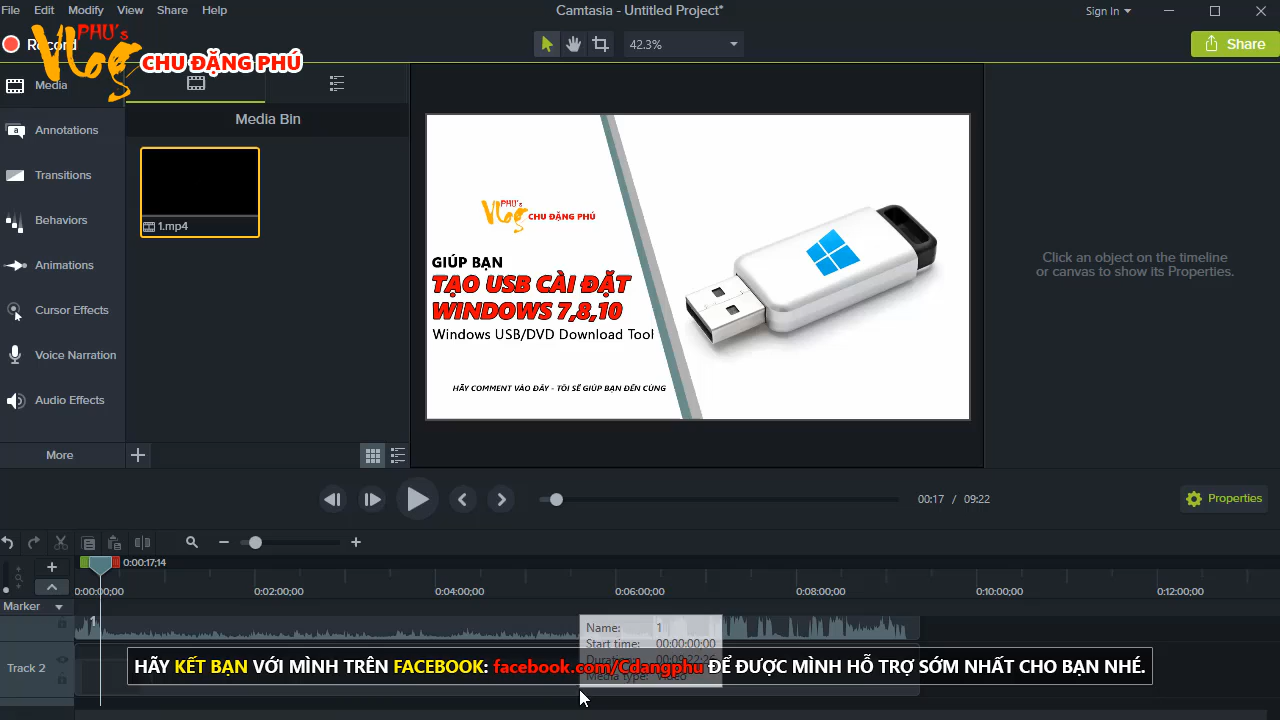 File Edit Modify View Share Help
Camtasia - Untitled Project*
Sign In
PHU's
Vlog
CHU ĐẶNG PHÚ
42.3%
Share
Media
Annotations
Transitions
Behaviors
Animations
Cursor Effects
Voice Narration
Audio Effects
More
Media Bin
1.mp4
PHU's
Vlog
CHU ĐẶNG PHÚ
GIÚP BẠN
TẠO USB CÀI ĐẶT
WINDOWS 7,8,10
Windows USB/DVD Download Tool
HÃY COMMENT VÀO ĐÂY - TÔI SẼ GIÚP BẠN ĐẾN CÙNG
Click an object on the timeline
or canvas to show its Properties.
00:17 / 09:22
Properties
0:00:17;14
0:00:00;00 0:02:00;00 0:04:00;00 0:06:00;00 0:08:00;00 0:10:00;00 0:12:00;00
Marker
1
Name: 1
Start time: 00:00:00;00
Track 2
HÃY KẾT BẠN VỚI MÌNH TRÊN FACEBOOK: facebook.com/Cdangphu ĐỂ ĐƯỢC MÌNH HỖ TRỢ SỚM NHẤT CHO BẠN NHÉ.
Media type: Video